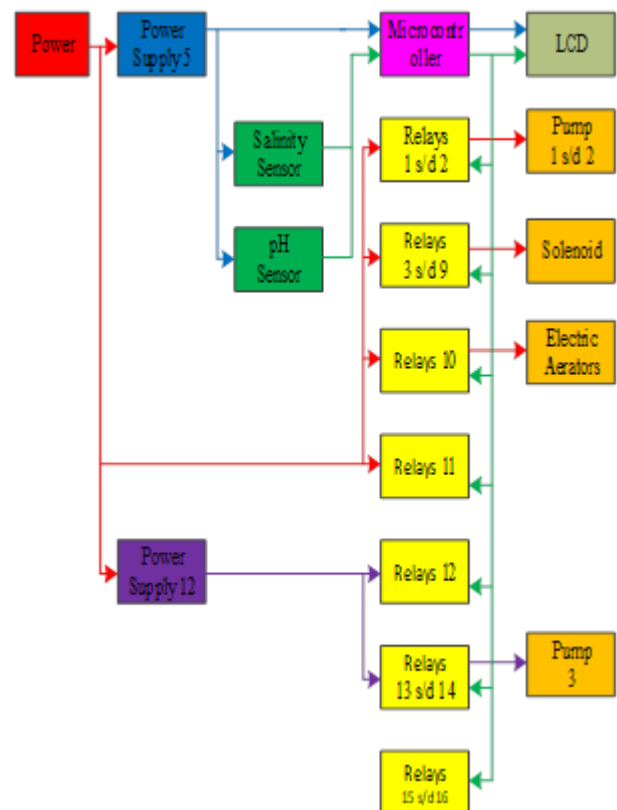 Power
Power
Supply 5
Microcontr
oller
LCD
Salinity
Sensor
Relays
1 s/d 2
Pump
1 s/d 2
pH
Sensor
Relays
3 s/d 9
Solenoid
Relays 10
Electric
Aerators
Relays 11
Power
Supply 12
Relays 12
Relays
13 s/d 14
Pump
3
Relays
15 s/d 16